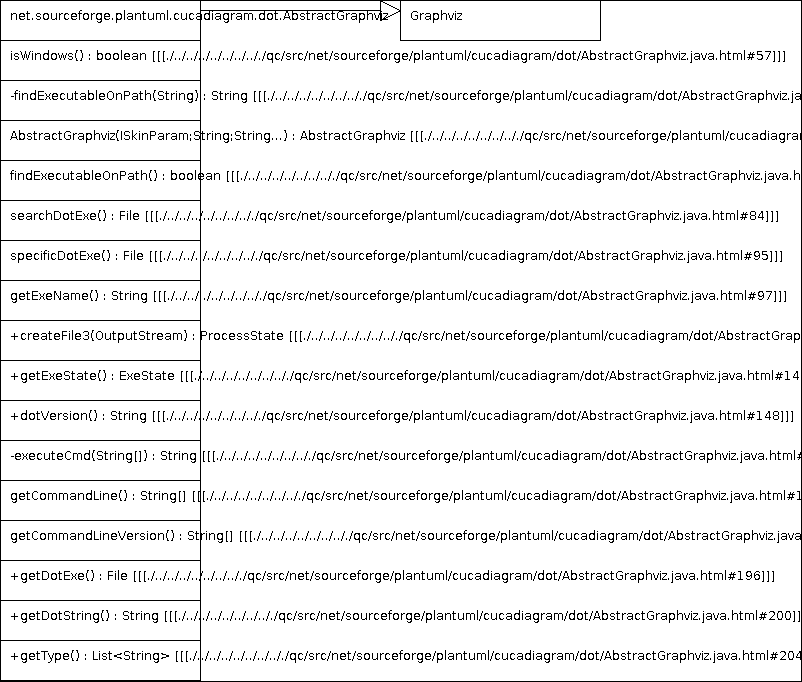 net.sourceforge.plantuml.cucadiagram.dot.AbstractGraphviz
Graphviz
isWindows() : boolean [[[./../../../../../../../../qc/src/net/sourceforge/plantuml/cucadiagram/dot/AbstractGraphviz.java.html#57]]]
-findExecutableOnPath(String) : String [[[./../../../../../../../../qc/src/net/sourceforge/plantuml/cucadiagram/dot/AbstractGraphviz.ja
AbstractGraphviz(ISkinParam;String;String...) : AbstractGraphviz [[[./../../../../../../../../qc/src/net/sourceforge/plantuml/cucadiagra
findExecutableOnPath() : boolean [[[./../../../../../../../../qc/src/net/sourceforge/plantuml/cucadiagram/dot/AbstractGraphviz.java.h
searchDotExe() : File [[[./../../../../../../../../qc/src/net/sourceforge/plantuml/cucadiagram/dot/AbstractGraphviz.java.html#84]]]
specificDotExe() : File [[[./../../../../../../../../qc/src/net/sourceforge/plantuml/cucadiagram/dot/AbstractGraphviz.java.html#95]]]
getExeName() : String [[[./../../../../../../../../qc/src/net/sourceforge/plantuml/cucadiagram/dot/AbstractGraphviz.java.html#97]]]
+createFile3(OutputStream) : ProcessState [[[./../../../../../../../../qc/src/net/sourceforge/plantuml/cucadiagram/dot/AbstractGrap
+getExeState() : ExeState [[[./../../../../../../../../qc/src/net/sourceforge/plantuml/cucadiagram/dot/AbstractGraphviz.java.html#14
+dotVersion() : String [[[./../../../../../../../../qc/src/net/sourceforge/plantuml/cucadiagram/dot/AbstractGraphviz.java.html#148]]]
-executeCmd(String[]) : String [[[./../../../../../../../../qc/src/net/sourceforge/plantuml/cucadiagram/dot/AbstractGraphviz.java.html#
getCommandLine() : String[] [[[./../../../../../../../../qc/src/net/sourceforge/plantuml/cucadiagram/dot/AbstractGraphviz.java.html#1
getCommandLineVersion() : String[] [[[./../../../../../../../../qc/src/net/sourceforge/plantuml/cucadiagram/dot/AbstractGraphviz.java
+getDotExe() : File [[[./../../../../../../../../qc/src/net/sourceforge/plantuml/cucadiagram/dot/AbstractGraphviz.java.html#196]]]
+getDotString() : String [[[./../../../../../../../../qc/src/net/sourceforge/plantuml/cucadiagram/dot/AbstractGraphviz.java.html#200]]
+getType() : List<String> [[[./../../../../../../../../qc/src/net/sourceforge/plantuml/cucadiagram/dot/AbstractGraphviz.java.html#204